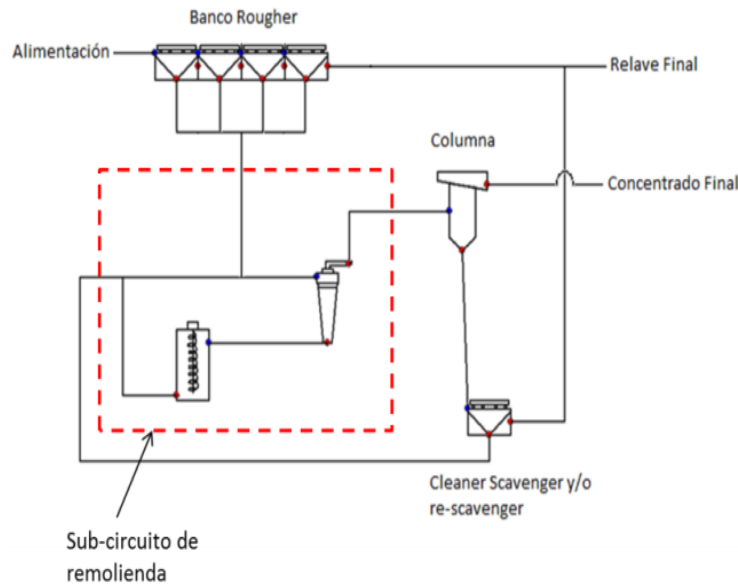 Banco Rougher
Alimentación
Relave Final
Columna
Concentrado Final
Cleaner Scavenger y/o
re-scavenger
Sub-circuito de
remolienda